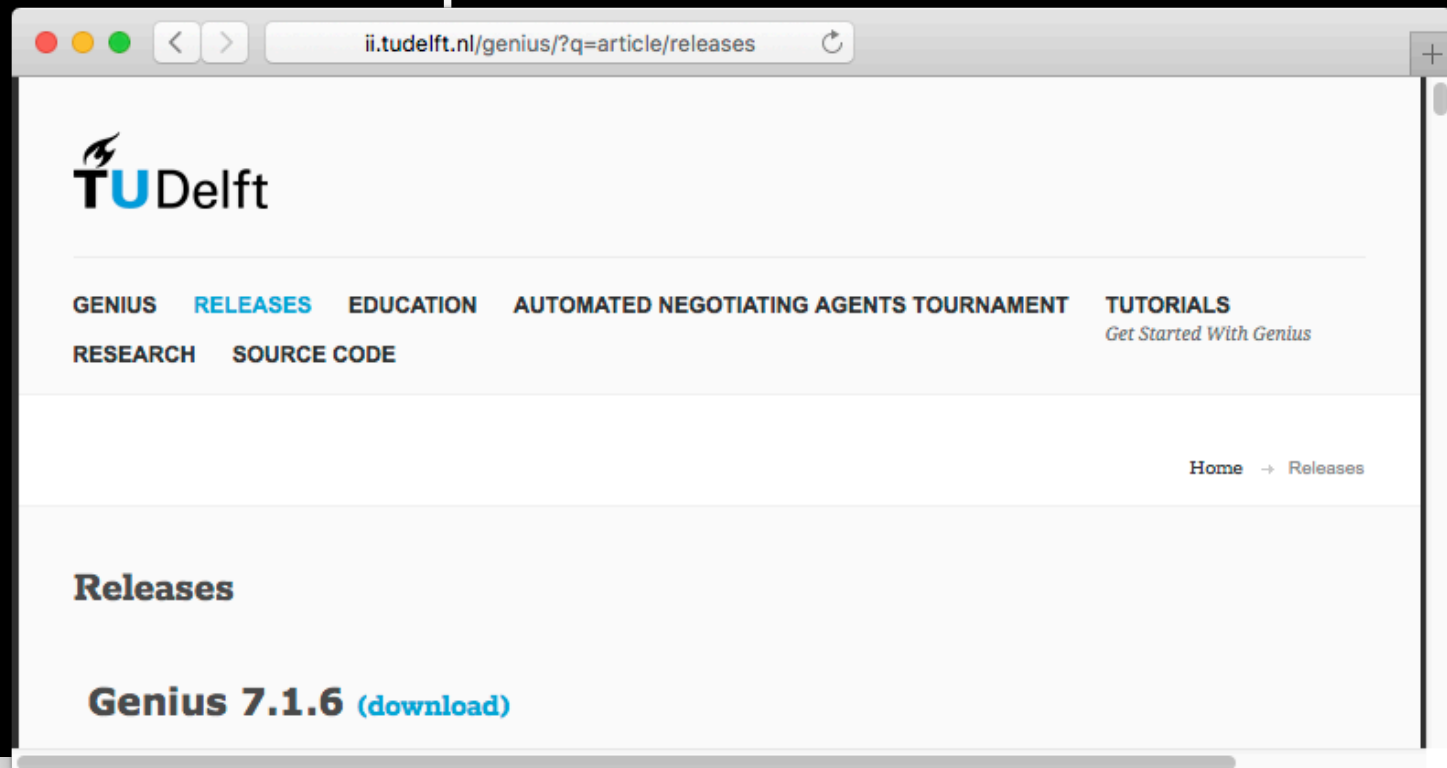 ii.tudelft.nl/genius/?q=article/releases
TUDelft
GENIUS RELEASES EDUCATION AUTOMATED NEGOTIATING AGENTS TOURNAMENT TUTORIALS
Get Started With Genius
RESEARCH SOURCE CODE
Home → Releases
Releases
Genius 7.1.6 (download)